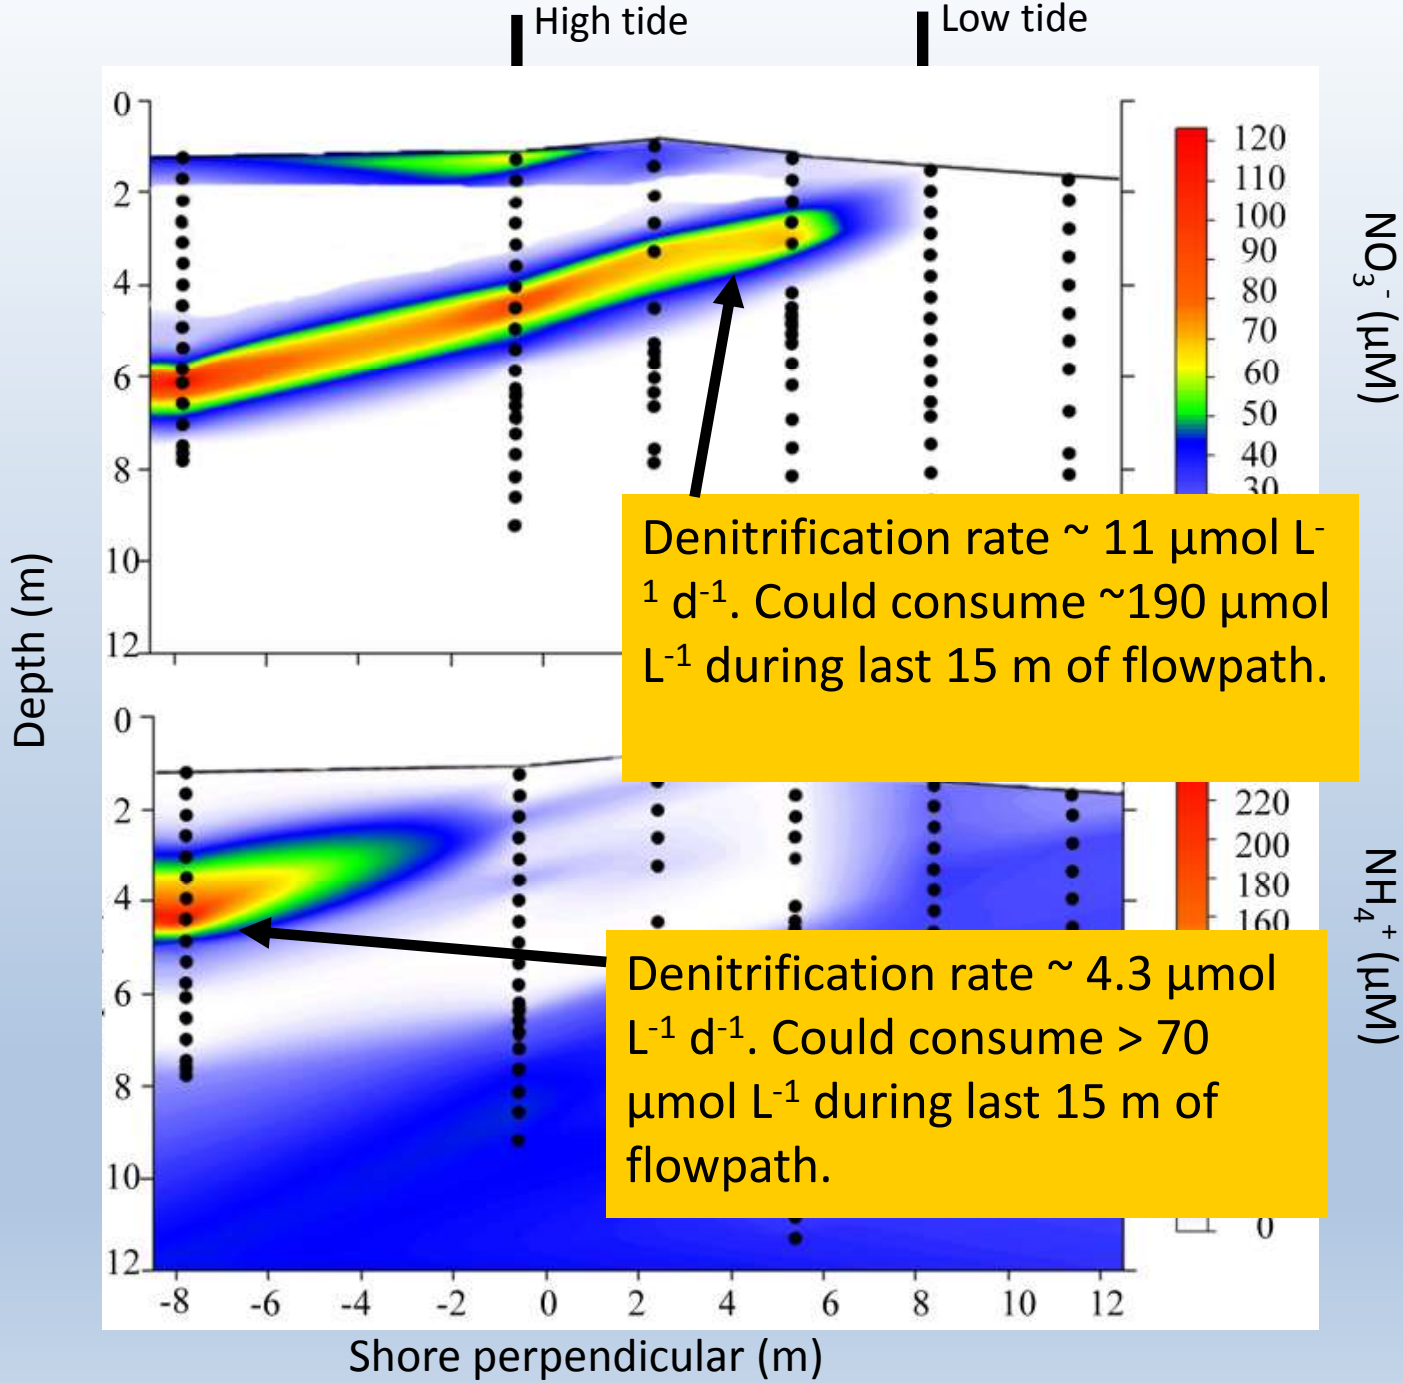 High tide
Low tide
0
2
4
6
8
10
12
120
110
100
90
80
70
60
50
40
30
NO₃⁻ (µM)
Denitrification rate ~ 11 µmol L⁻
¹ d⁻¹. Could consume ~190 µmol
L⁻¹ during last 15 m of flowpath.
Depth (m)
0
2
4
6
8
10
12
220
200
180
160
0
NH₄⁺ (µM)
Denitrification rate ~ 4.3 µmol
L⁻¹ d⁻¹. Could consume > 70
µmol L⁻¹ during last 15 m of
flowpath.
-8 -6 -4 -2 0 2 4 6 8 10 12
Shore perpendicular (m)